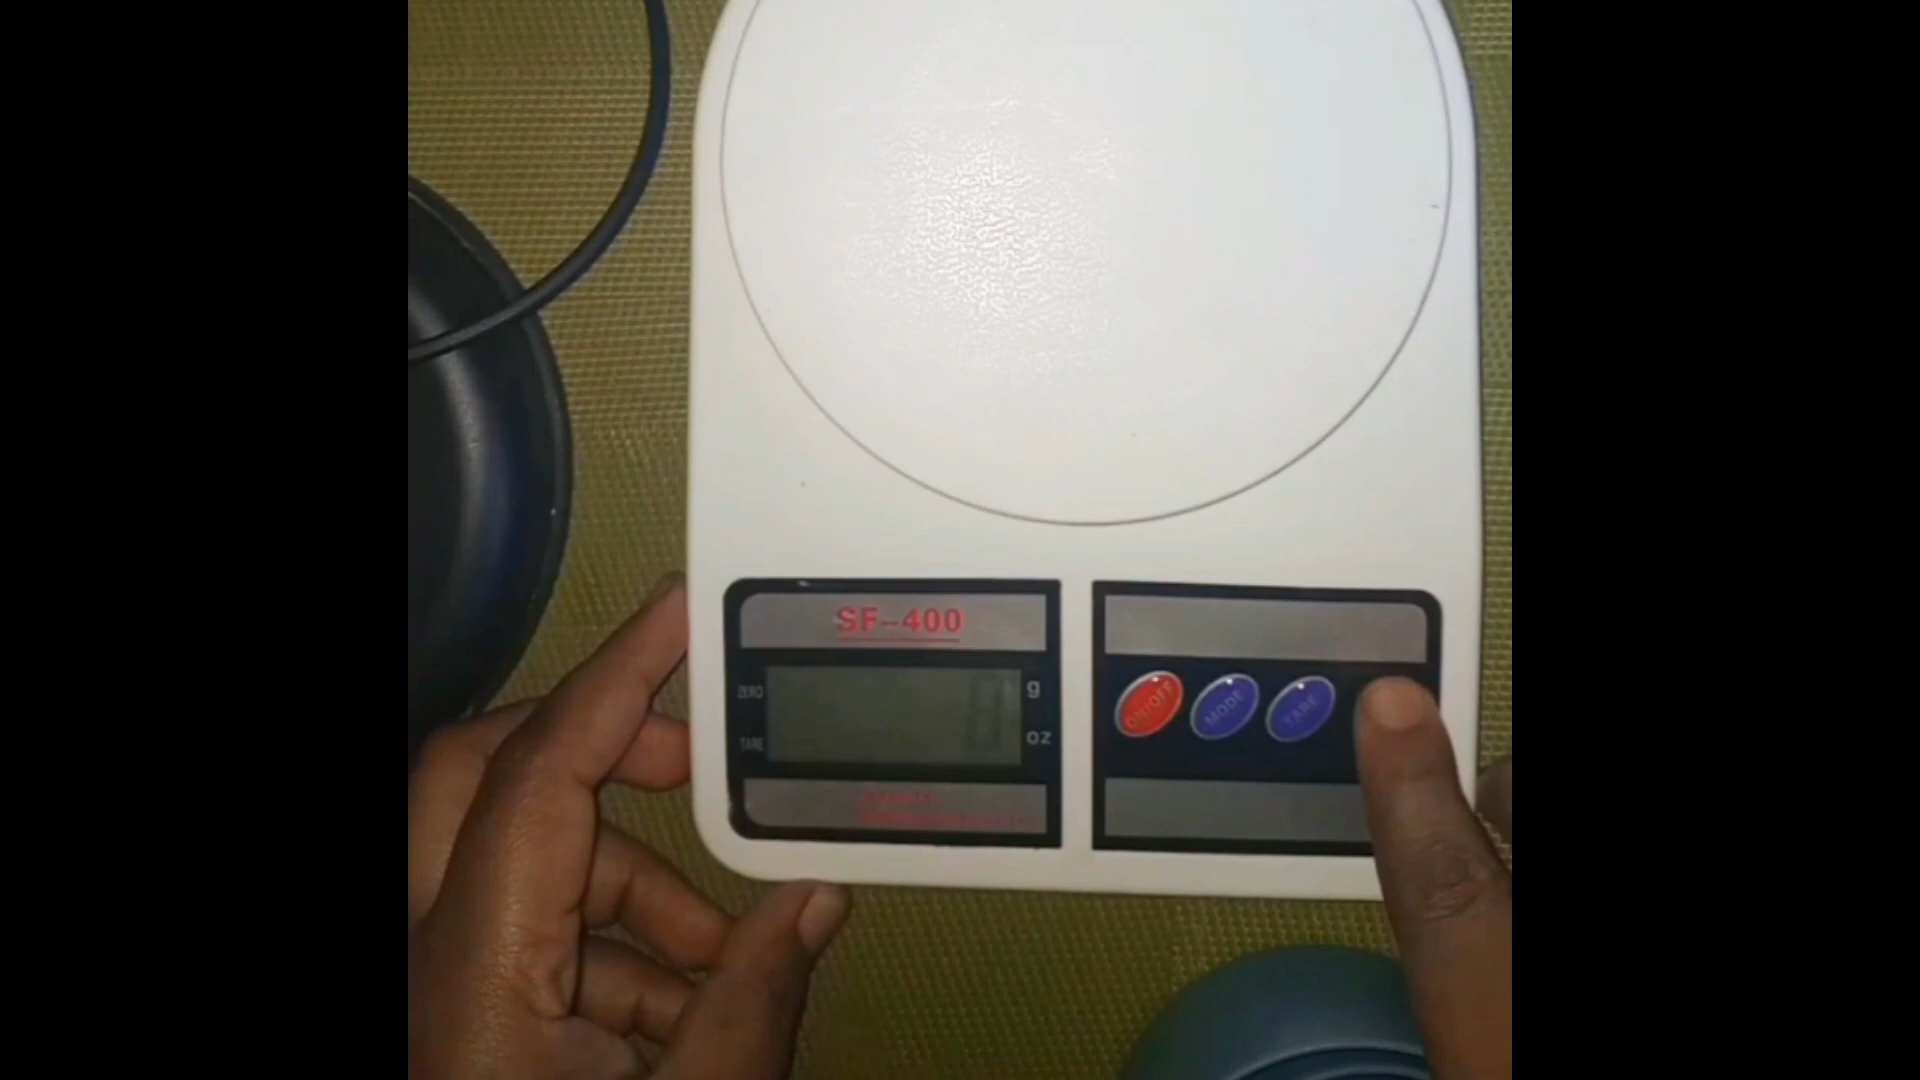 SF-400
ZERO
g
TARE
oz
ON/OFF
MODE
TARE